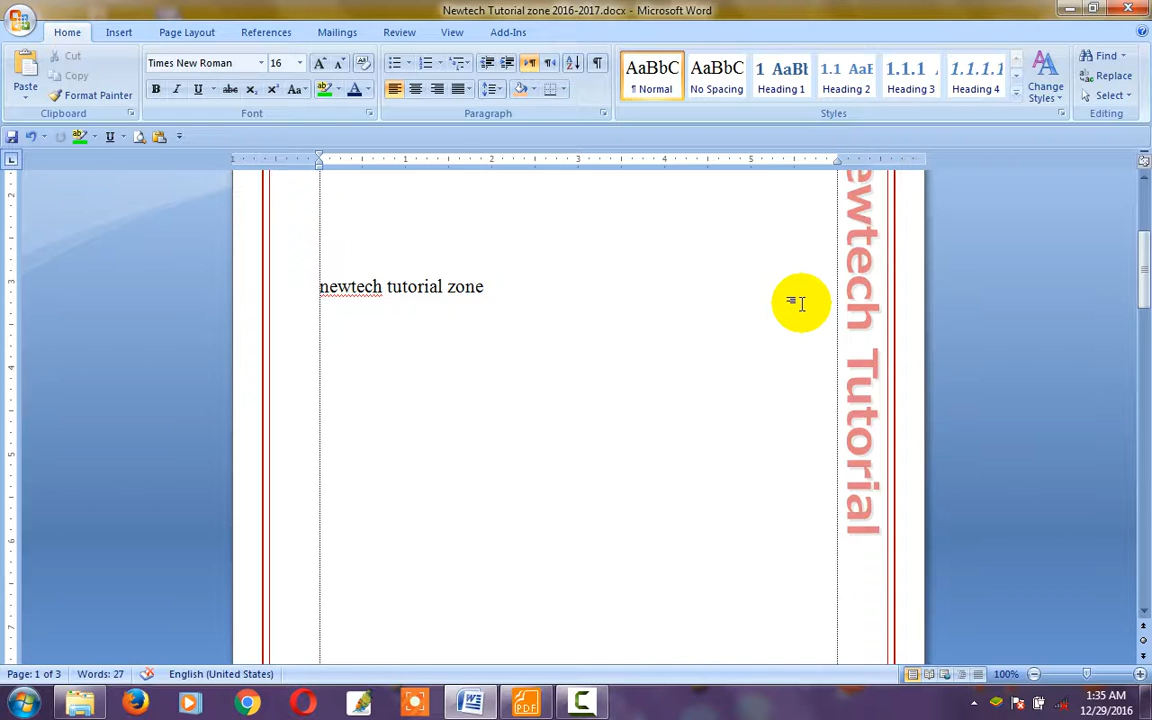 Newtech Tutorial zone 2016-2017.docx - Microsoft Word
Home Insert Page Layout References Mailings Review View Add-Ins
Paste
Cut
Copy
Format Painter
Clipboard
Times New Roman 16
Font
Paragraph
AaBbC AaBbC 1 AaBb 1.1 AaB 1.1.1 1.1.1.1
¶ Normal No Spacing Heading 1 Heading 2 Heading 3 Heading 4
Change Styles
Styles
Find
Replace
Select
Editing
newtech tutorial zone
ewtech Tutorial
Page: 1 of 3 Words: 27 English (United States) 100%
1:35 AM
12/29/2016